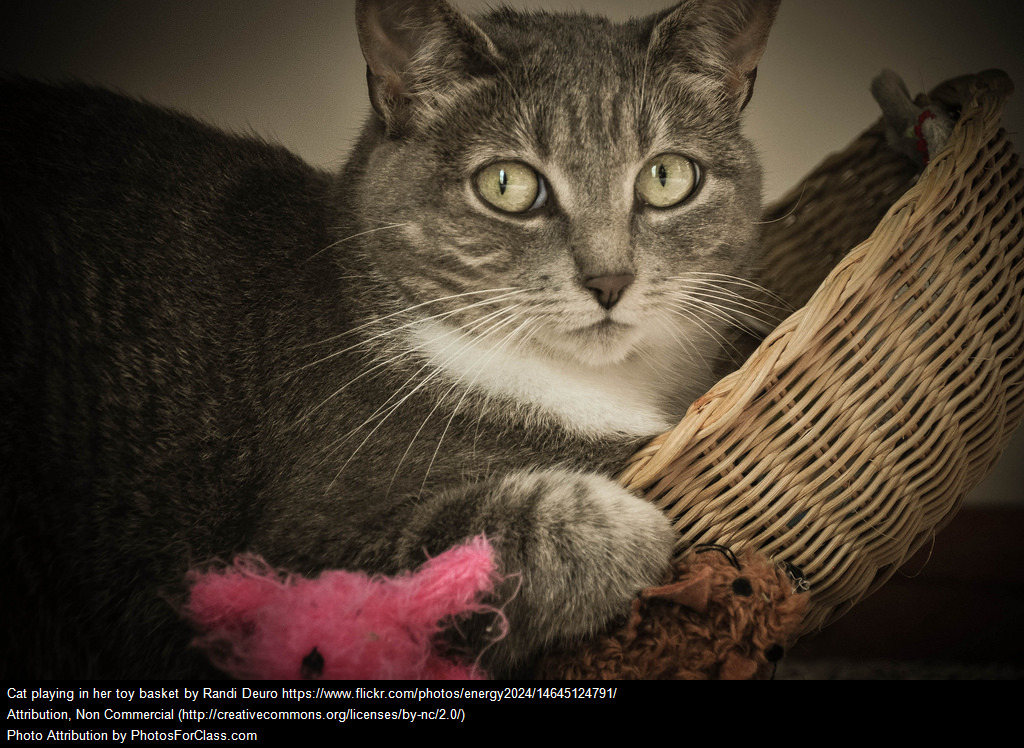 Cat playing in her toy basket by Randi Deuro https://www.flickr.com/photos/energy2024/14645124791/
Attribution, Non Commercial (http://creativecommons.org/licenses/by-nc/2.0/)
Photo Attribution by PhotosForClass.com